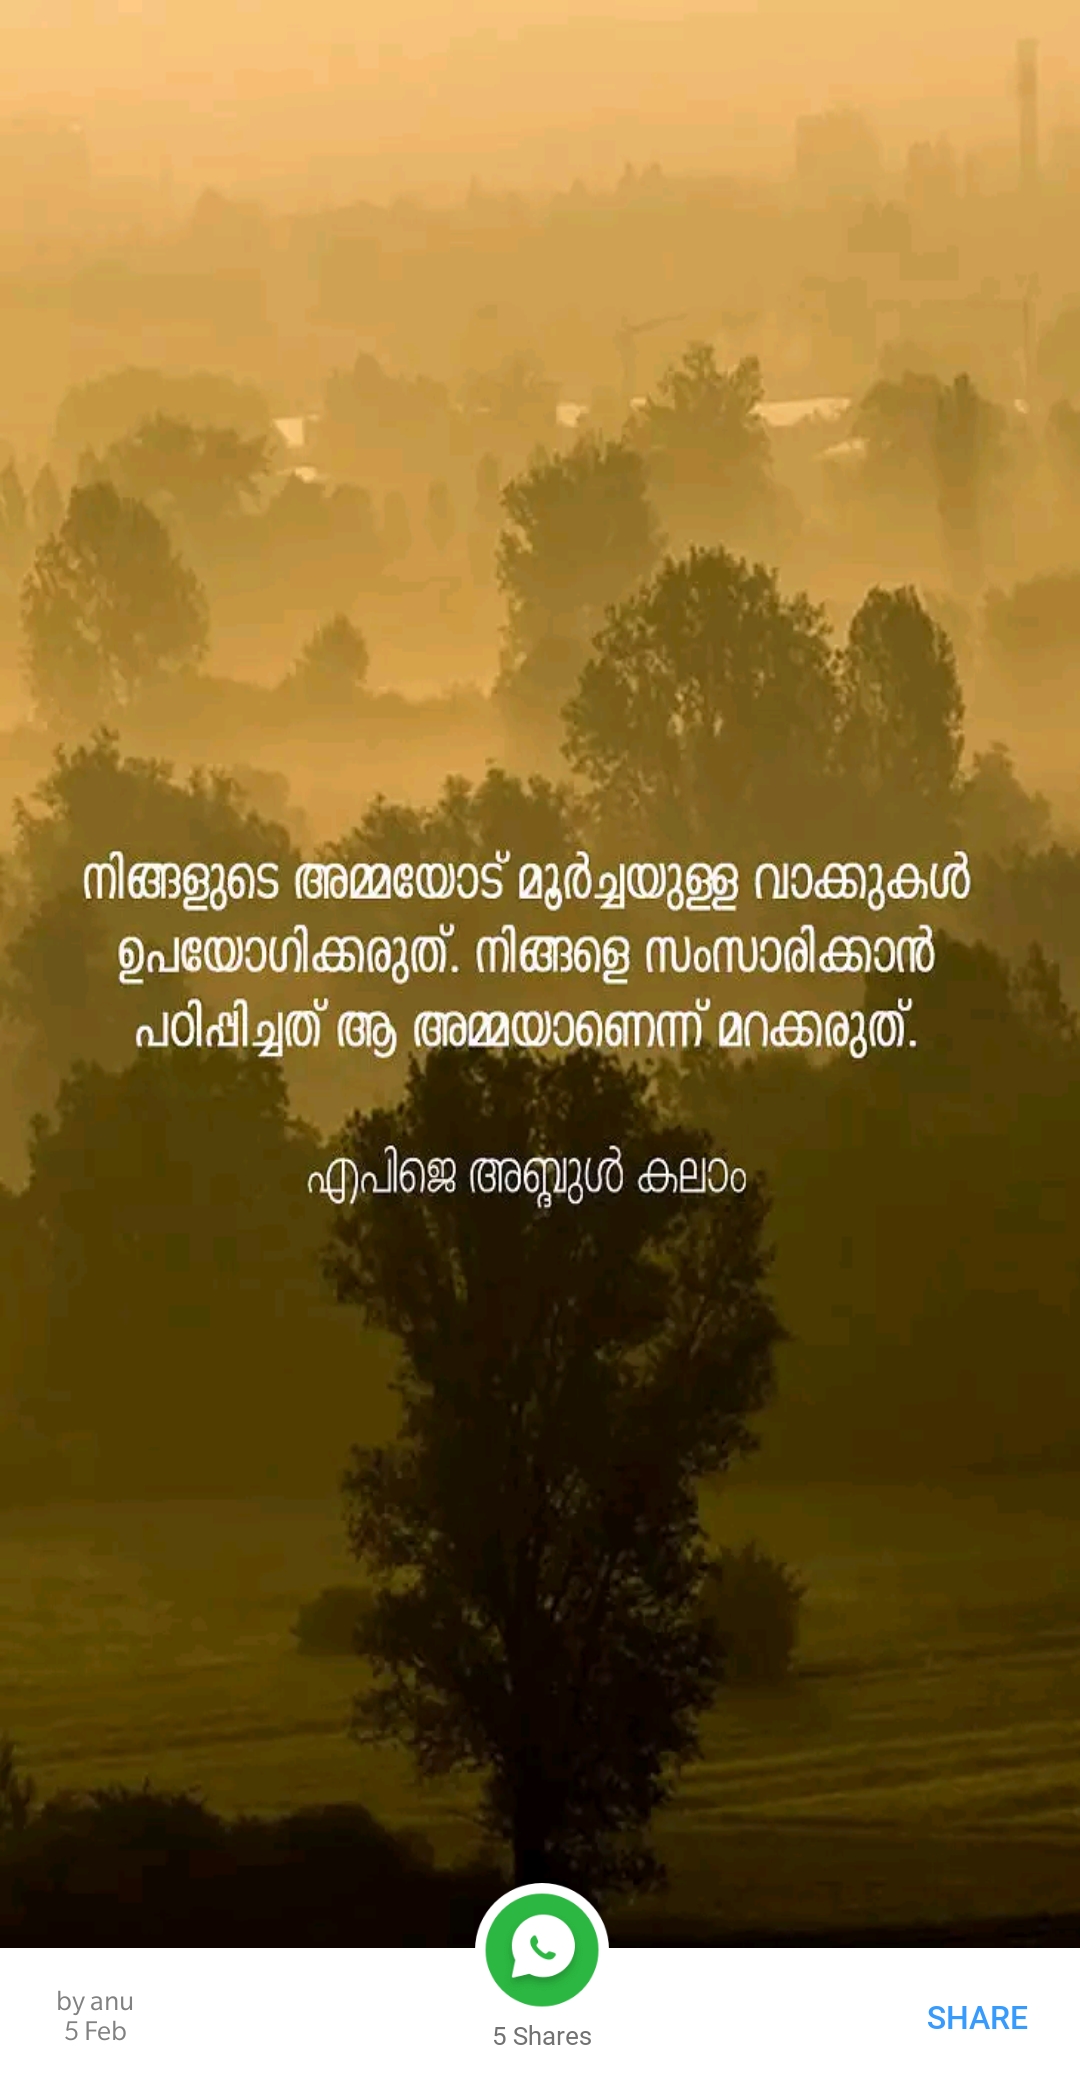 നിങ്ങളുടെ അമ്മയോട് മൂർച്ചയുള്ള വാക്കുകൾ
ഉപയോഗിക്കരുത്. നിങ്ങളെ സംസാരിക്കാൻ
പഠിപ്പിച്ചത് ആ അമ്മയാണെന്ന് മറക്കരുത്.
എപിജെ അബ്ദുൾ കലാം
by anu
5 Feb
5 Shares
SHARE